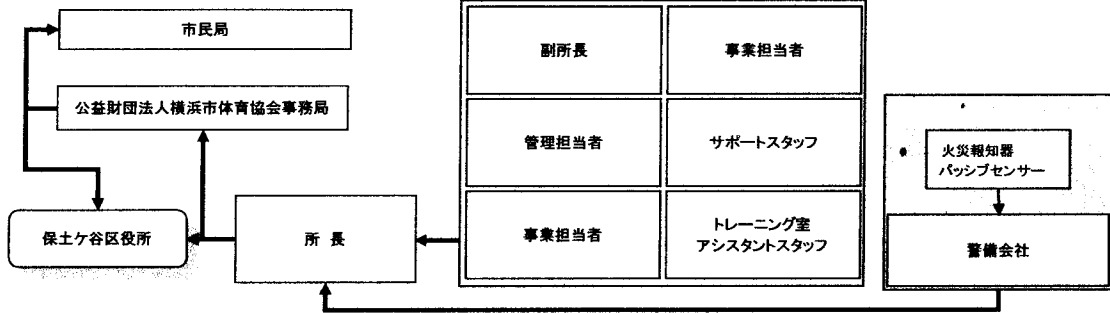 市民局
公益財団法人横浜市体育協会事務局
保土ケ谷区役所
所 長
副所長
事業担当者
管理担当者
サポートスタッフ
事業担当者
トレーニング室
アシスタントスタッフ
火災報知器
パッシブセンサー
警備会社